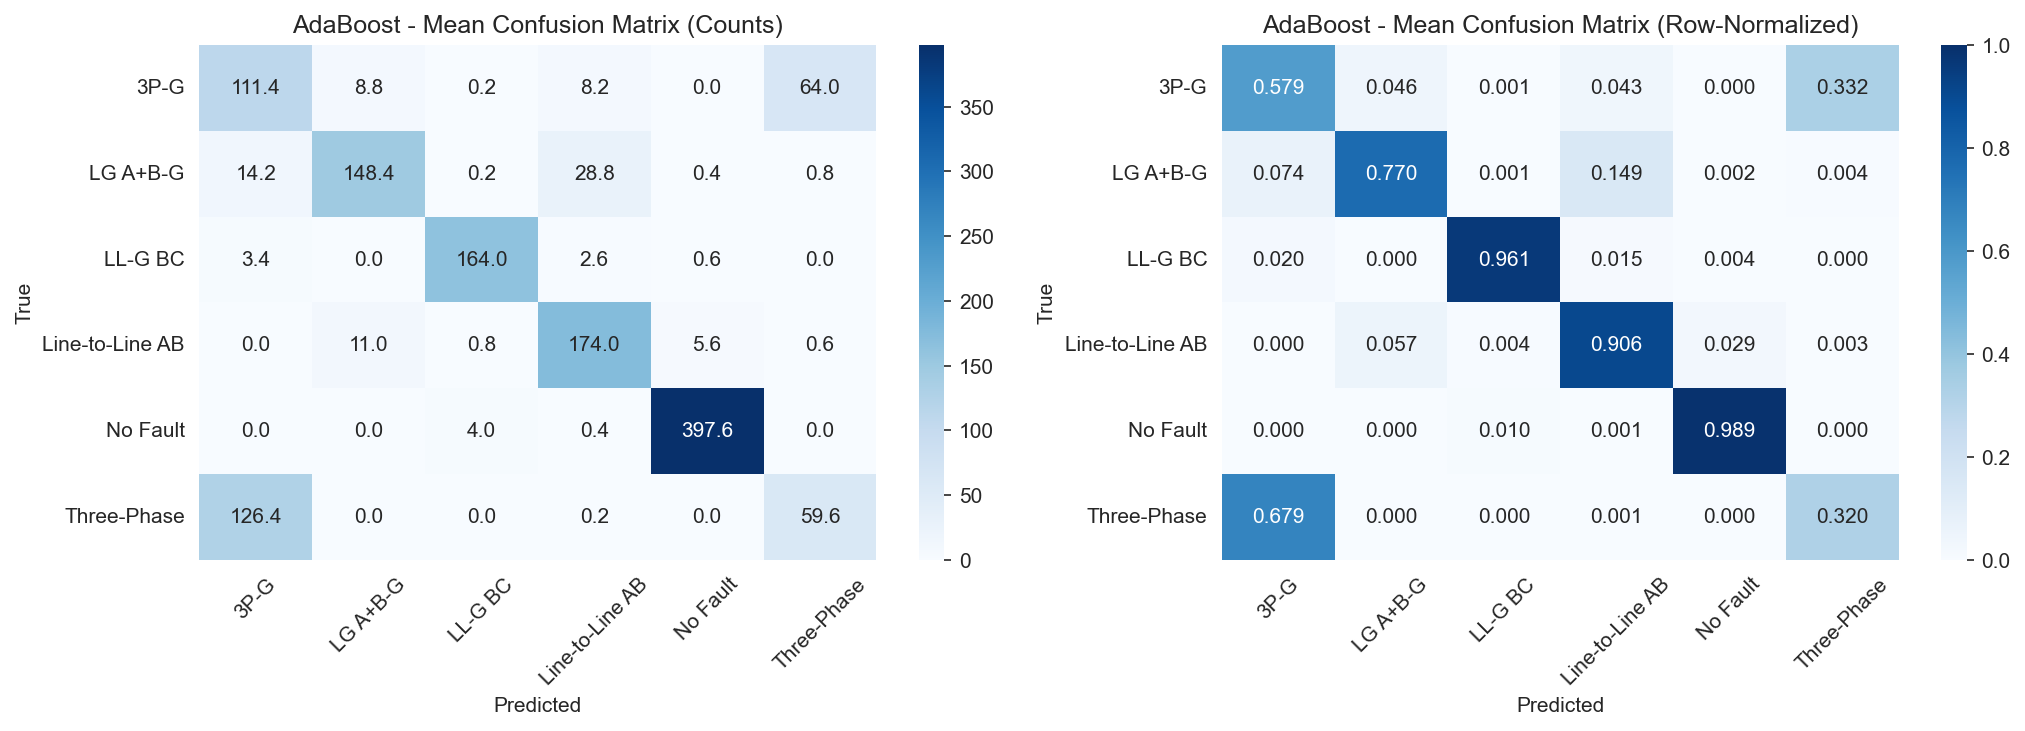 AdaBoost - Mean Confusion Matrix (Counts)
True
3P-G 111.4 8.8 0.2 8.2 0.0 64.0
LG A+B-G 14.2 148.4 0.2 28.8 0.4 0.8
LL-G BC 3.4 0.0 164.0 2.6 0.6 0.0
Line-to-Line AB 0.0 11.0 0.8 174.0 5.6 0.6
No Fault 0.0 0.0 4.0 0.4 397.6 0.0
Three-Phase 126.4 0.0 0.0 0.2 0.0 59.6
3P-G LG A+B-G LL-G BC Line-to-Line AB No Fault Three-Phase
Predicted
350
300
250
200
150
100
50
0
AdaBoost - Mean Confusion Matrix (Row-Normalized)
True
3P-G 0.579 0.046 0.001 0.043 0.000 0.332
LG A+B-G 0.074 0.770 0.001 0.149 0.002 0.004
LL-G BC 0.020 0.000 0.961 0.015 0.004 0.000
Line-to-Line AB 0.000 0.057 0.004 0.906 0.029 0.003
No Fault 0.000 0.000 0.010 0.001 0.989 0.000
Three-Phase 0.679 0.000 0.000 0.001 0.000 0.320
3P-G LG A+B-G LL-G BC Line-to-Line AB No Fault Three-Phase
Predicted
1.0
0.8
0.6
0.4
0.2
0.0